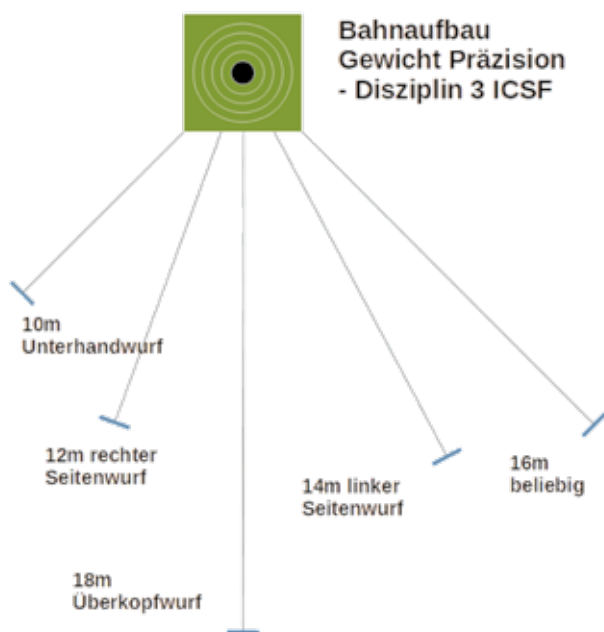 Bahnaufbau
Gewicht Präzision
- Disziplin 3 ICSF
10m
Unterhandwurf
12m rechter
Seitenwurf
14m linker
Seitenwurf
16m
beliebig
18m
Überkopfwurf